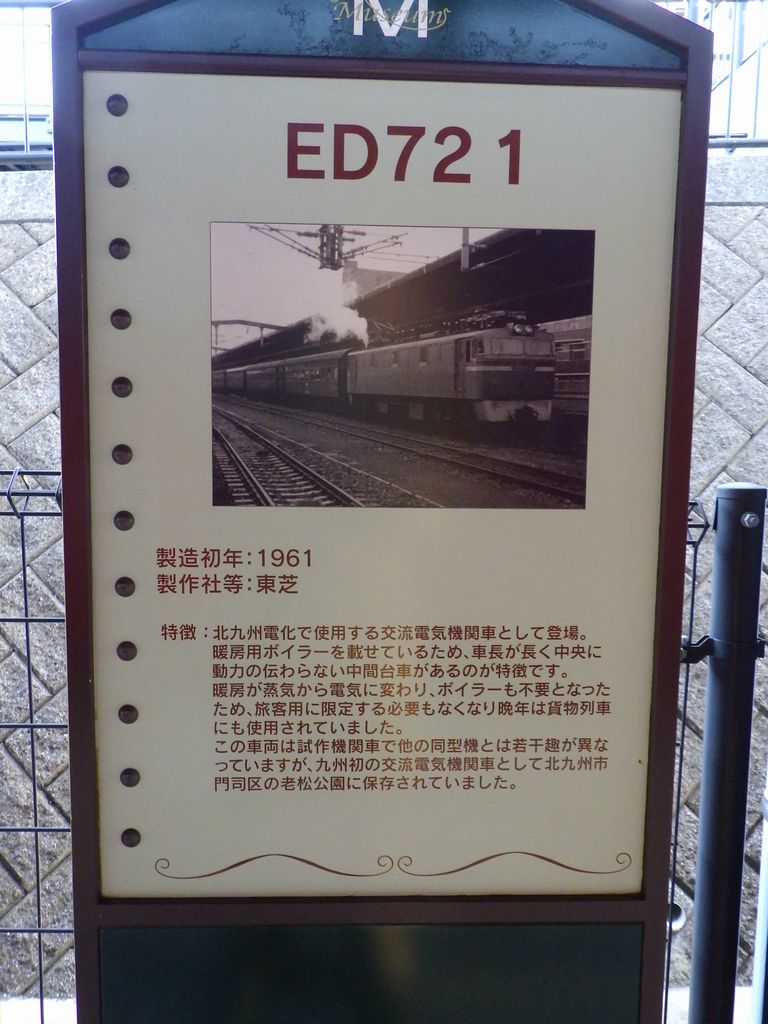 M
Museums
ED72 1
製造初年：1961
製作社等：東芝
特徴：北九州電化で使用する交流電気機関車として登場。
暖房用ボイラーを載せているため、車長が長く中央に
動力の伝わらない中間台車があるのが特徴です。
暖房が蒸気から電気に変わり、ボイラーも不要となった
ため、旅客用に限定する必要もなくなり晩年は貨物列車
にも使用されていました。
この車両は試作機関車で他の同型機とは若干趣が異な
っていますが、九州初の交流電気機関車として北九州市
門司区の老松公園に保存されていました。